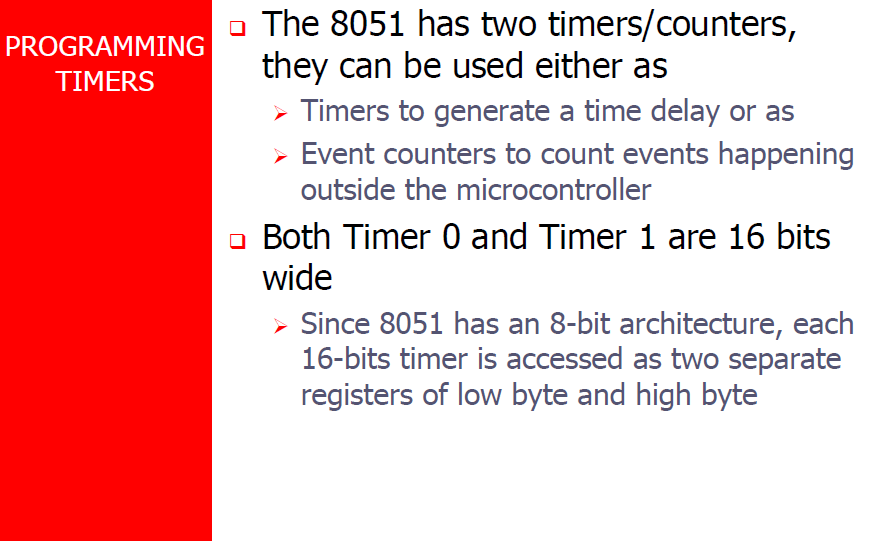 PROGRAMMING
TIMERS
The 8051 has two timers/counters,
they can be used either as
Timers to generate a time delay or as
Event counters to count events happening
outside the microcontroller
Both Timer 0 and Timer 1 are 16 bits
wide
Since 8051 has an 8-bit architecture, each
16-bits timer is accessed as two separate
registers of low byte and high byte